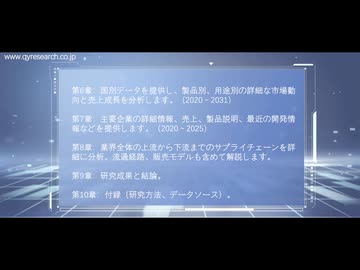 www.qyresearch.co.jp
第6章　国別データを提供し、製品別、用途別の詳細な市場動
向と売上成長を分析します。（2020 - 2031）
第7章　主要企業の詳細情報、売上、製品説明、最近の開発情
報などを提供します。（2020 - 2025）
第8章　業界全体の上流から下流までのサプライチェーンを詳
細に分析、流通経路、販売モデルも含めて解説します。
第9章　研究成果と結論。
第10章　付録（研究方法、データソース）。